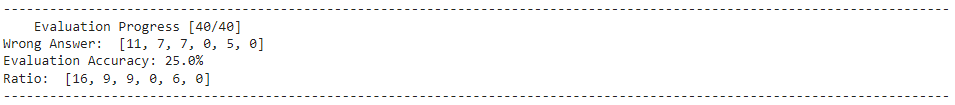 Evaluation Progress [40/40]
Wrong Answer:  [11, 7, 7, 0, 5, 0]
Evaluation Accuracy: 25.0%
Ratio:  [16, 9, 9, 0, 6, 0]